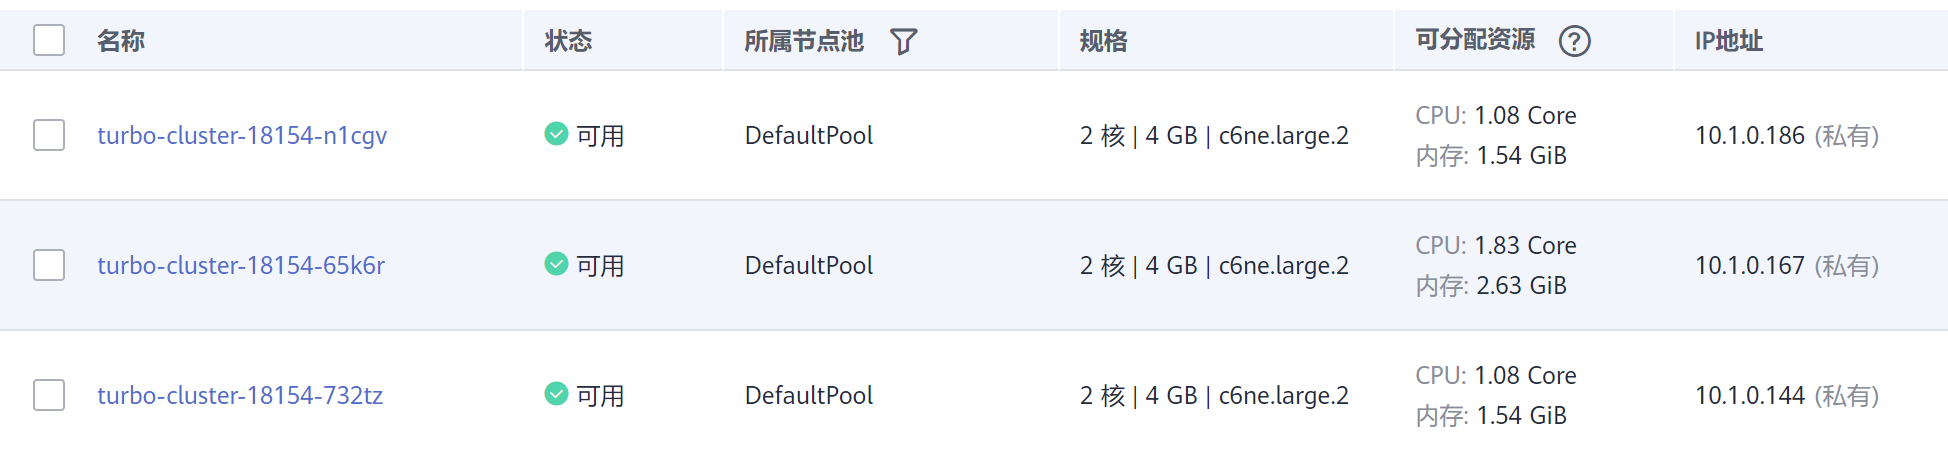 名称 状态 所属节点池 规格 可分配资源 IP地址
turbo-cluster-18154-n1cgv 可用 DefaultPool 2 核 | 4 GB | c6ne.large.2 CPU: 1.08 Core 10.1.0.186 (私有)
内存: 1.54 GiB
turbo-cluster-18154-65k6r 可用 DefaultPool 2 核 | 4 GB | c6ne.large.2 CPU: 1.83 Core 10.1.0.167 (私有)
内存: 2.63 GiB
turbo-cluster-18154-732tz 可用 DefaultPool 2 核 | 4 GB | c6ne.large.2 CPU: 1.08 Core 10.1.0.144 (私有)
内存: 1.54 GiB